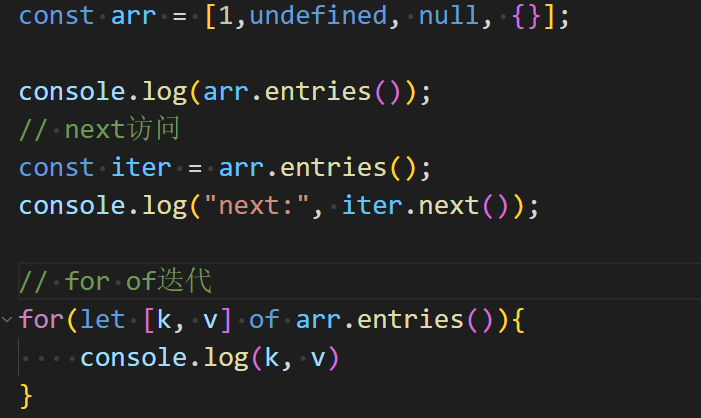 const arr = [1,undefined, null, {}];
console.log(arr.entries());
// next访问
const iter = arr.entries();
console.log("next:", iter.next());
// for of迭代
for(let [k, v] of arr.entries()){
    console.log(k, v)
}